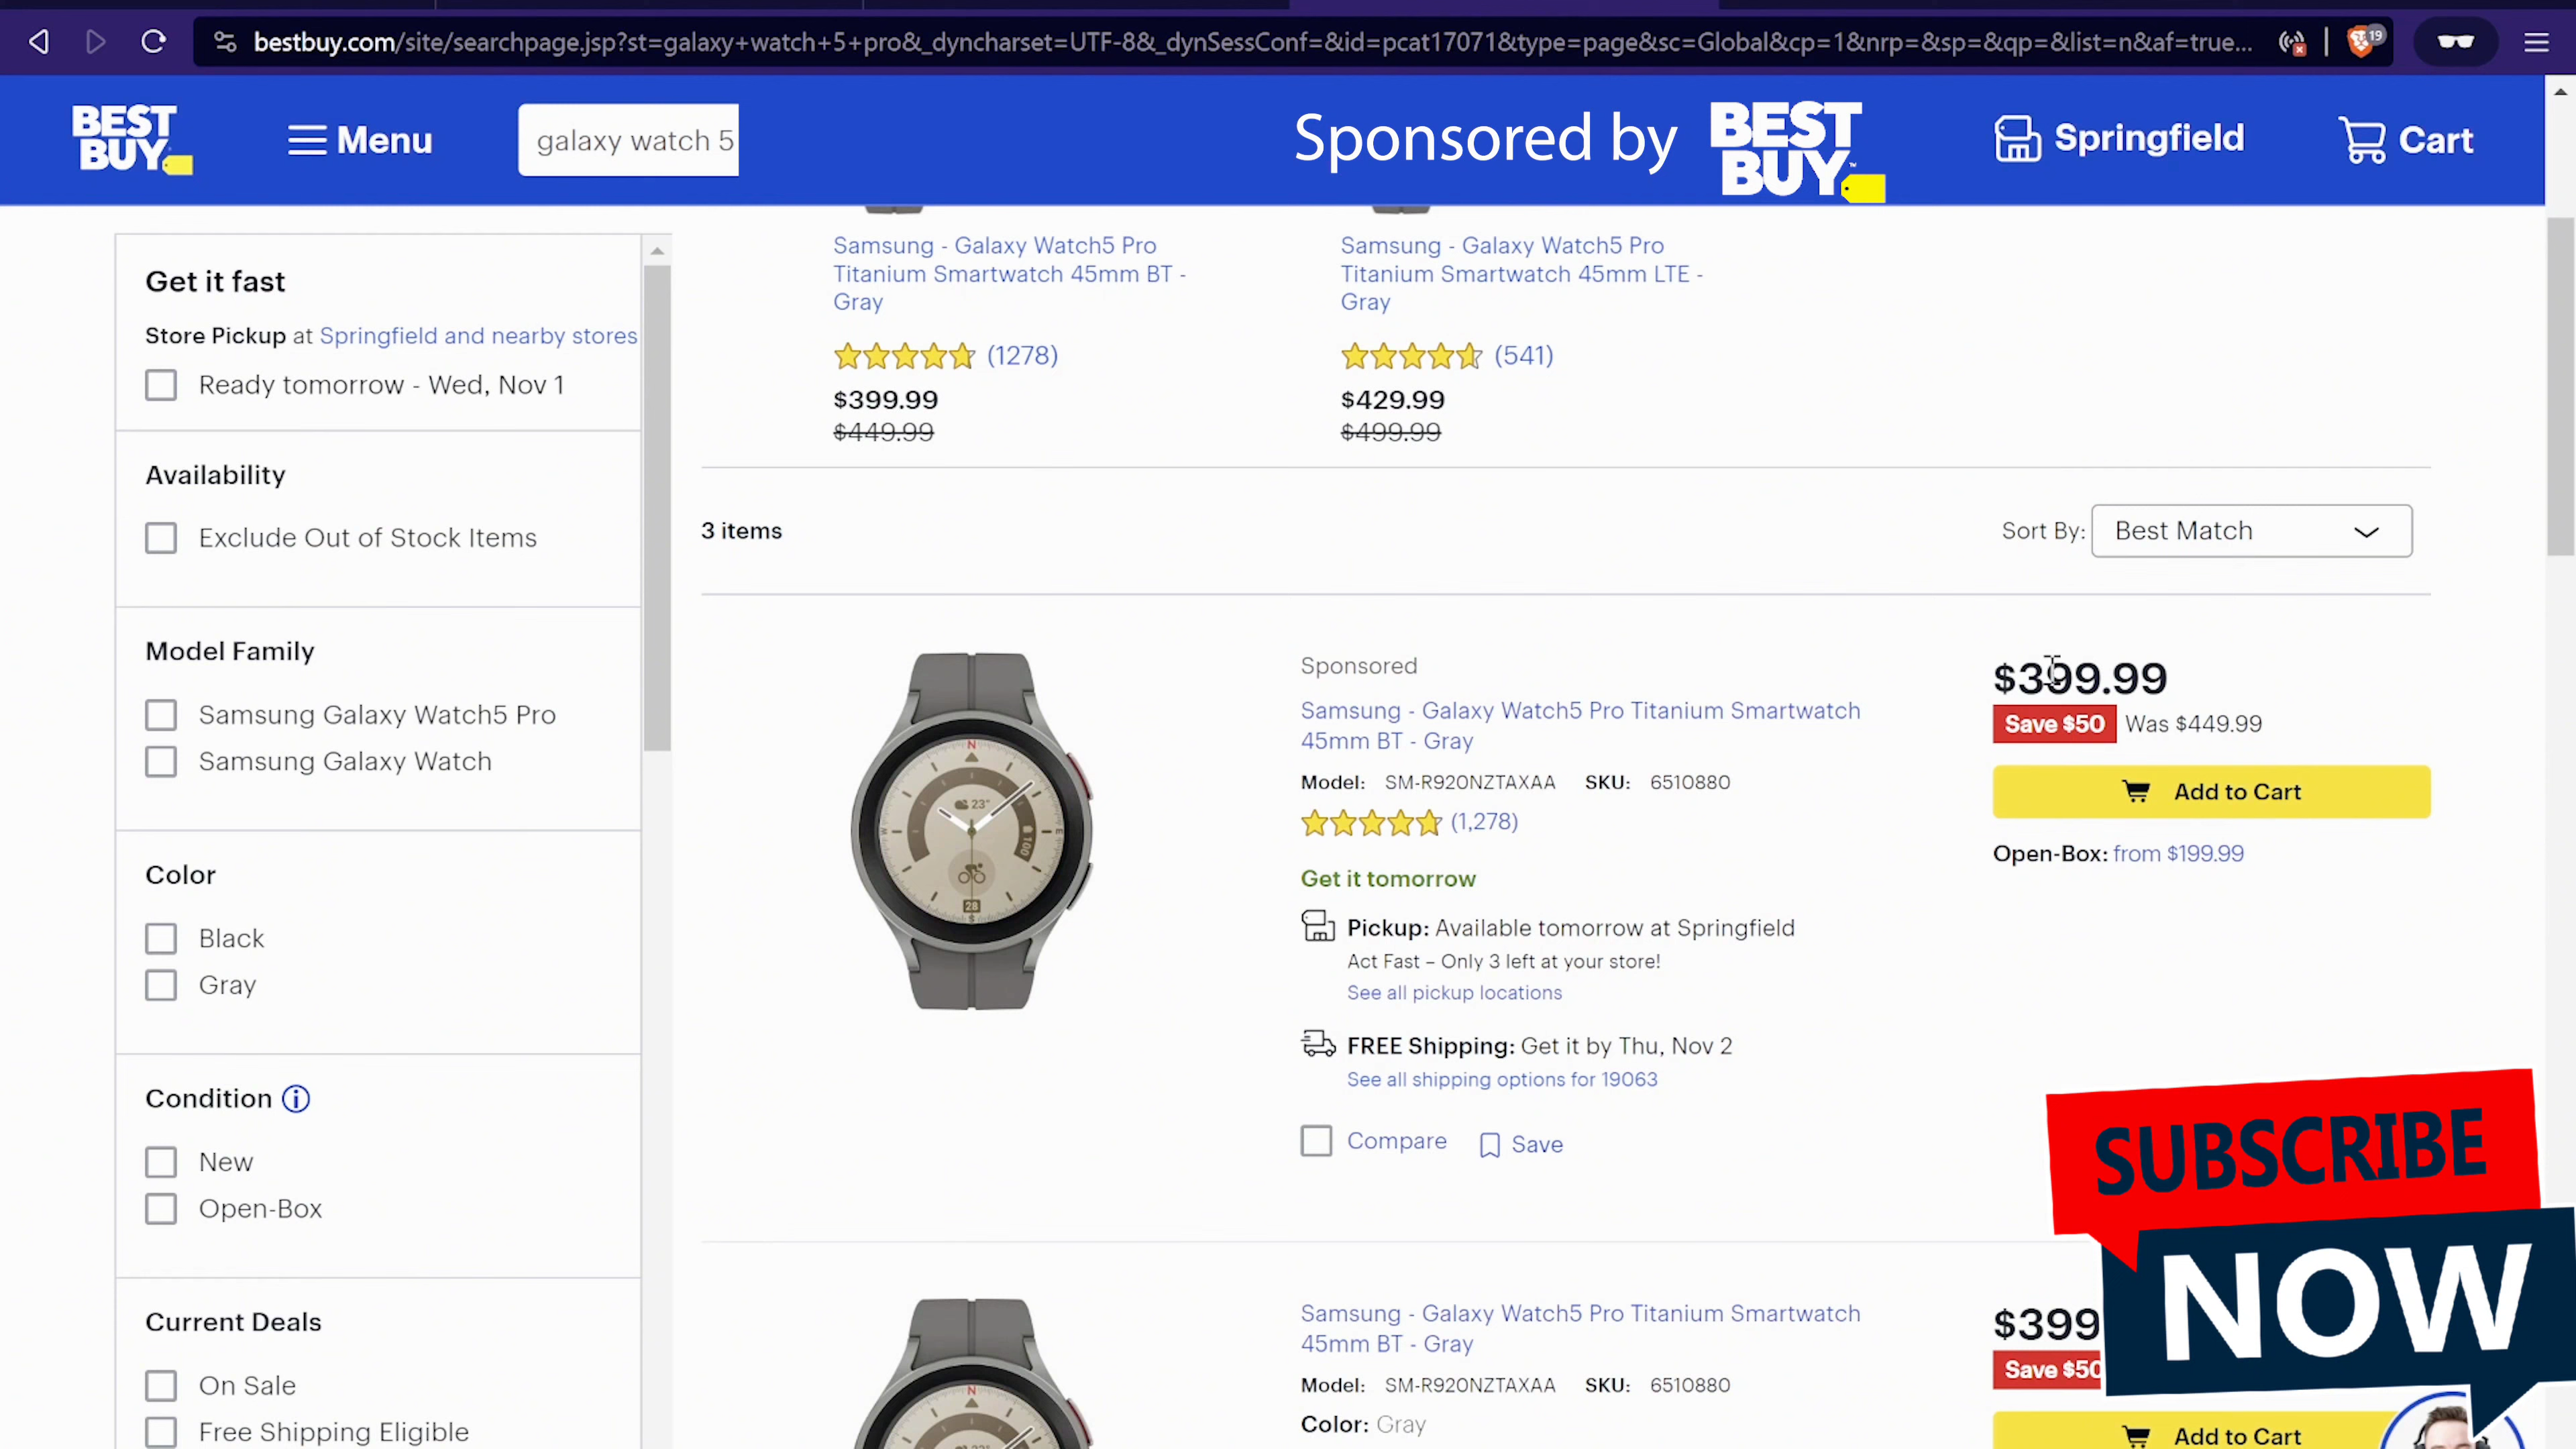 bestbuy.com/site/searchpage.jsp?st=galaxy+watch+5+pro&_dyncharset=UTF-8&_dynSessConf=&id=pcat17071&type=page&sc=Global&cp=1&nrp=&sp=&qp=&list=n&af=true...
19
BEST BUY
Menu
galaxy watch 5
Sponsored by BEST BUY™
Springfield
Cart
Get it fast
Store Pickup at Springfield and nearby stores
Ready tomorrow - Wed, Nov 1
Availability
Exclude Out of Stock Items
Model Family
Samsung Galaxy Watch5 Pro
Samsung Galaxy Watch
Color
Black
Gray
Condition
New
Open-Box
Current Deals
On Sale
Free Shipping Eligible
Samsung - Galaxy Watch5 Pro
Titanium Smartwatch 45mm BT -
Gray
(1278)
$399.99
$449.99
Samsung - Galaxy Watch5 Pro
Titanium Smartwatch 45mm LTE -
Gray
(541)
$429.99
$499.99
3 items
Sort By: Best Match
N
23°
100
28
S
Sponsored
Samsung - Galaxy Watch5 Pro Titanium Smartwatch
45mm BT - Gray
Model: SM-R920NZTAXAA SKU: 6510880
(1,278)
Get it tomorrow
Pickup: Available tomorrow at Springfield
Act Fast – Only 3 left at your store!
See all pickup locations
FREE Shipping: Get it by Thu, Nov 2
See all shipping options for 19063
Compare
Save
$399.99
Save $50 Was $449.99
Add to Cart
Open-Box: from $199.99
N
Samsung - Galaxy Watch5 Pro Titanium Smartwatch
45mm BT - Gray
Model: SM-R920NZTAXAA SKU: 6510880
Color: Gray
$399
Save $50
Add to Cart
SUBSCRIBE
NOW